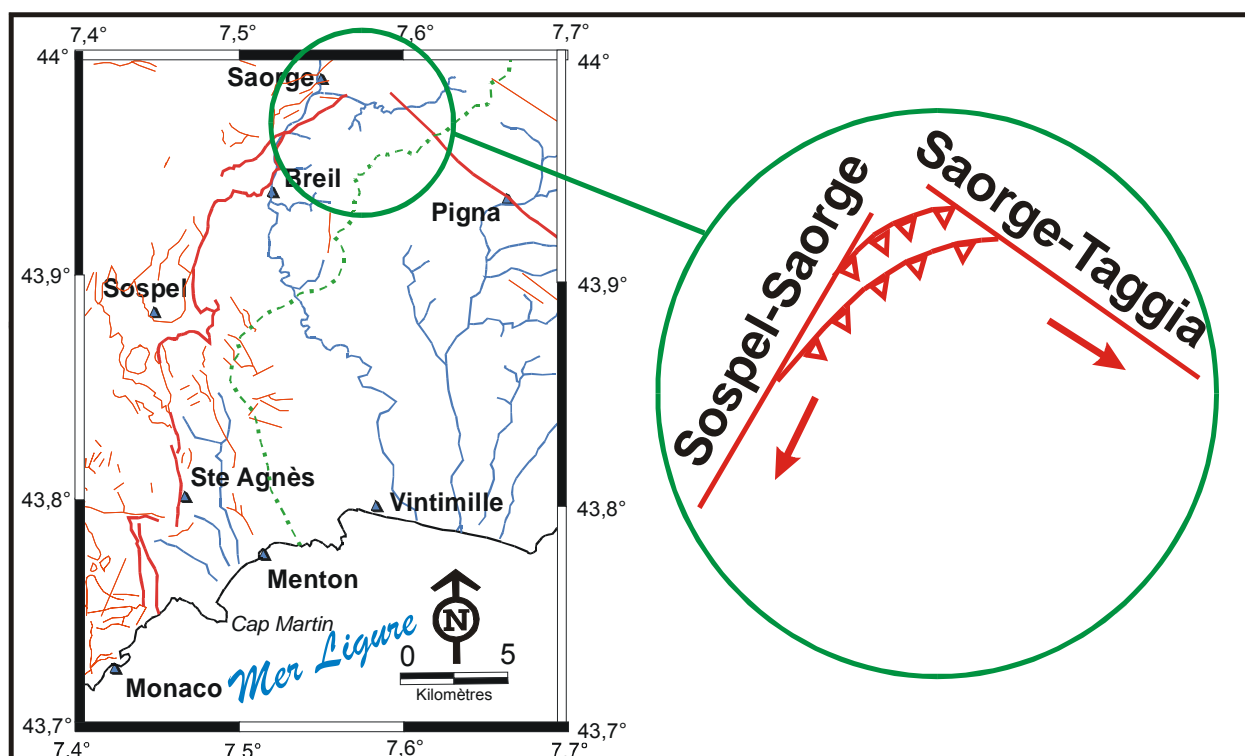 7,4°
7,5°
7,6°
7,7°
44°
44°
Saorge
Breil
Pigna
43,9°
43,9°
Sospel
Ste Agnès
Vintimille
43,8°
43,8°
Menton
Cap Martin
Mer Ligure
N
0
5
Kilomètres
Monaco
43,7°
43,7°
7,4°
7,5°
7,6°
7,7°
Sospel-Saorge
Saorge-Taggia